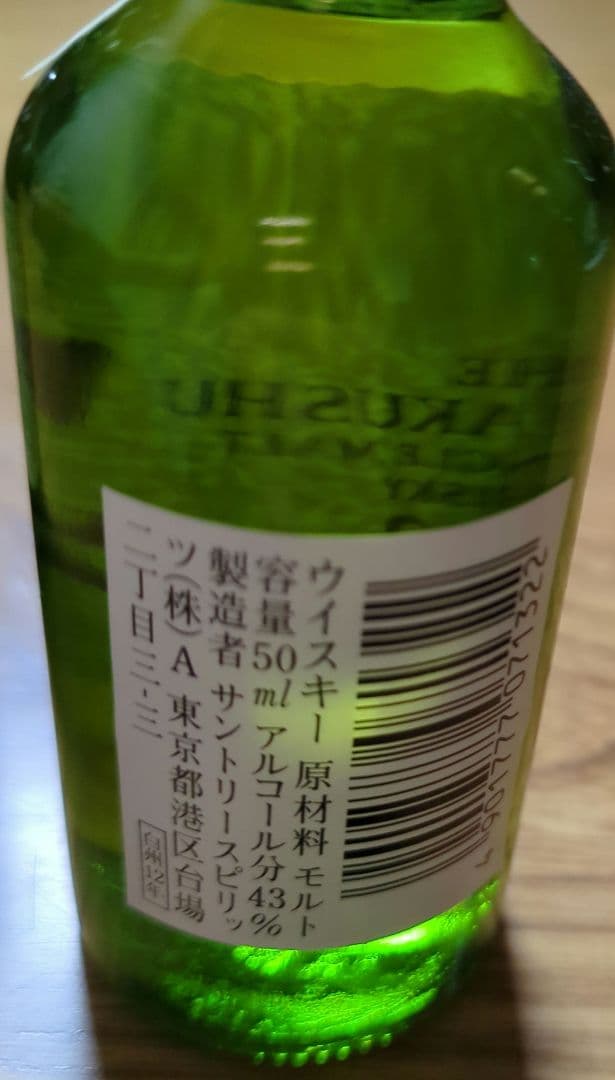 ウイスキー 原材料 モルト
容量50ml アルコール分43%
製造者 サントリースピリッ
ツ(株)A 東京都港区台場
二丁目三-三
白州12年
AKUSHU